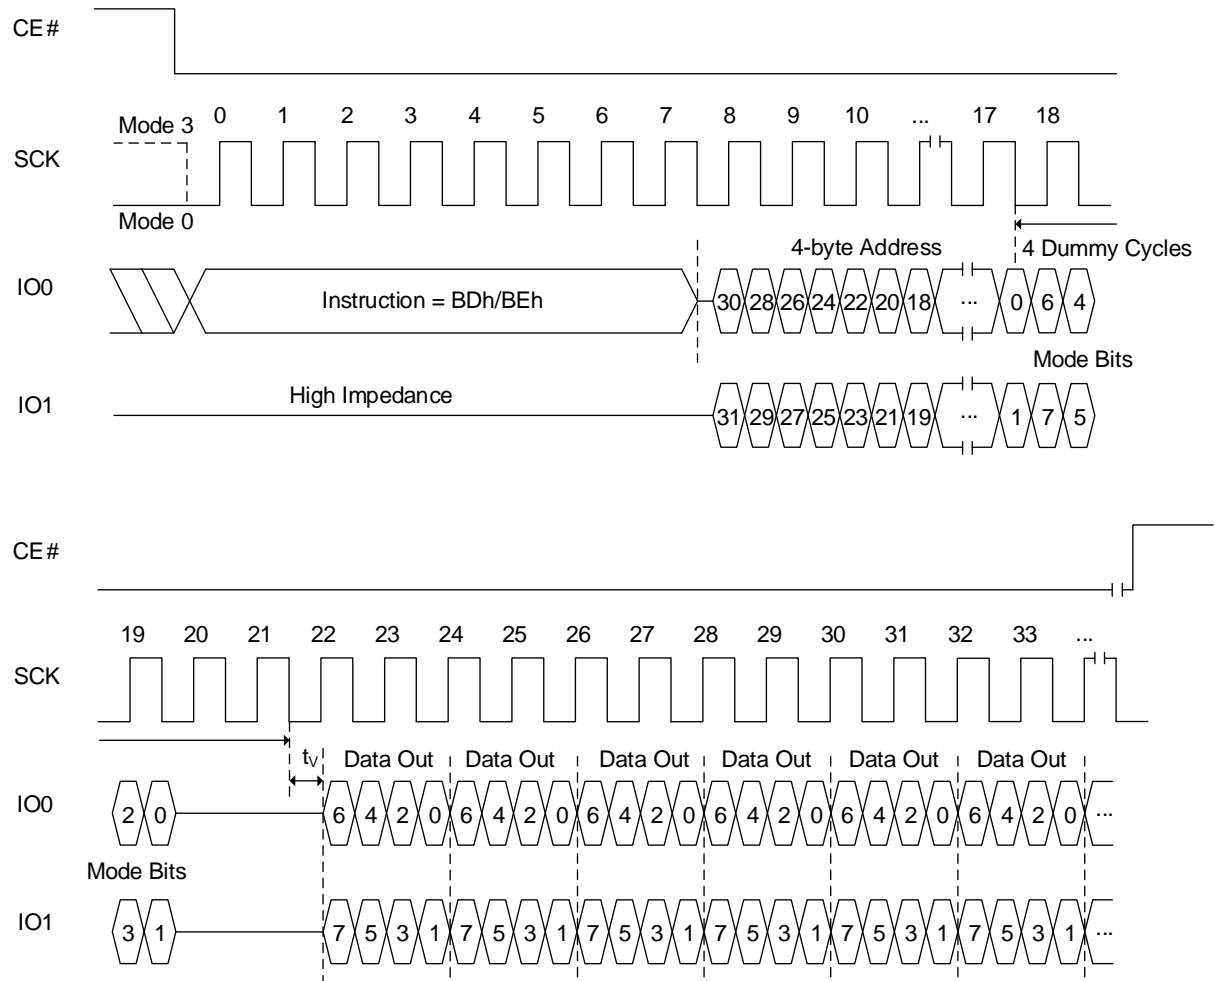 CE#
0 1 2 3 4 5 6 7 8 9 10 ... 17 18
Mode 3
SCK
Mode 0
4-byte Address 4 Dummy Cycles
IO0 Instruction = BDh/BEh 30 28 26 24 22 20 18 ... 0 6 4
Mode Bits
IO1 High Impedance 31 29 27 25 23 21 19 ... 1 7 5
CE#
19 20 21 22 23 24 25 26 27 28 29 30 31 32 33 ...
SCK
tV Data Out Data Out Data Out Data Out Data Out Data Out
IO0 2 0 6 4 2 0 6 4 2 0 6 4 2 0 6 4 2 0 6 4 2 0 6 4 2 0 ...
Mode Bits
IO1 3 1 7 5 3 1 7 5 3 1 7 5 3 1 7 5 3 1 7 5 3 1 7 5 3 1 ...